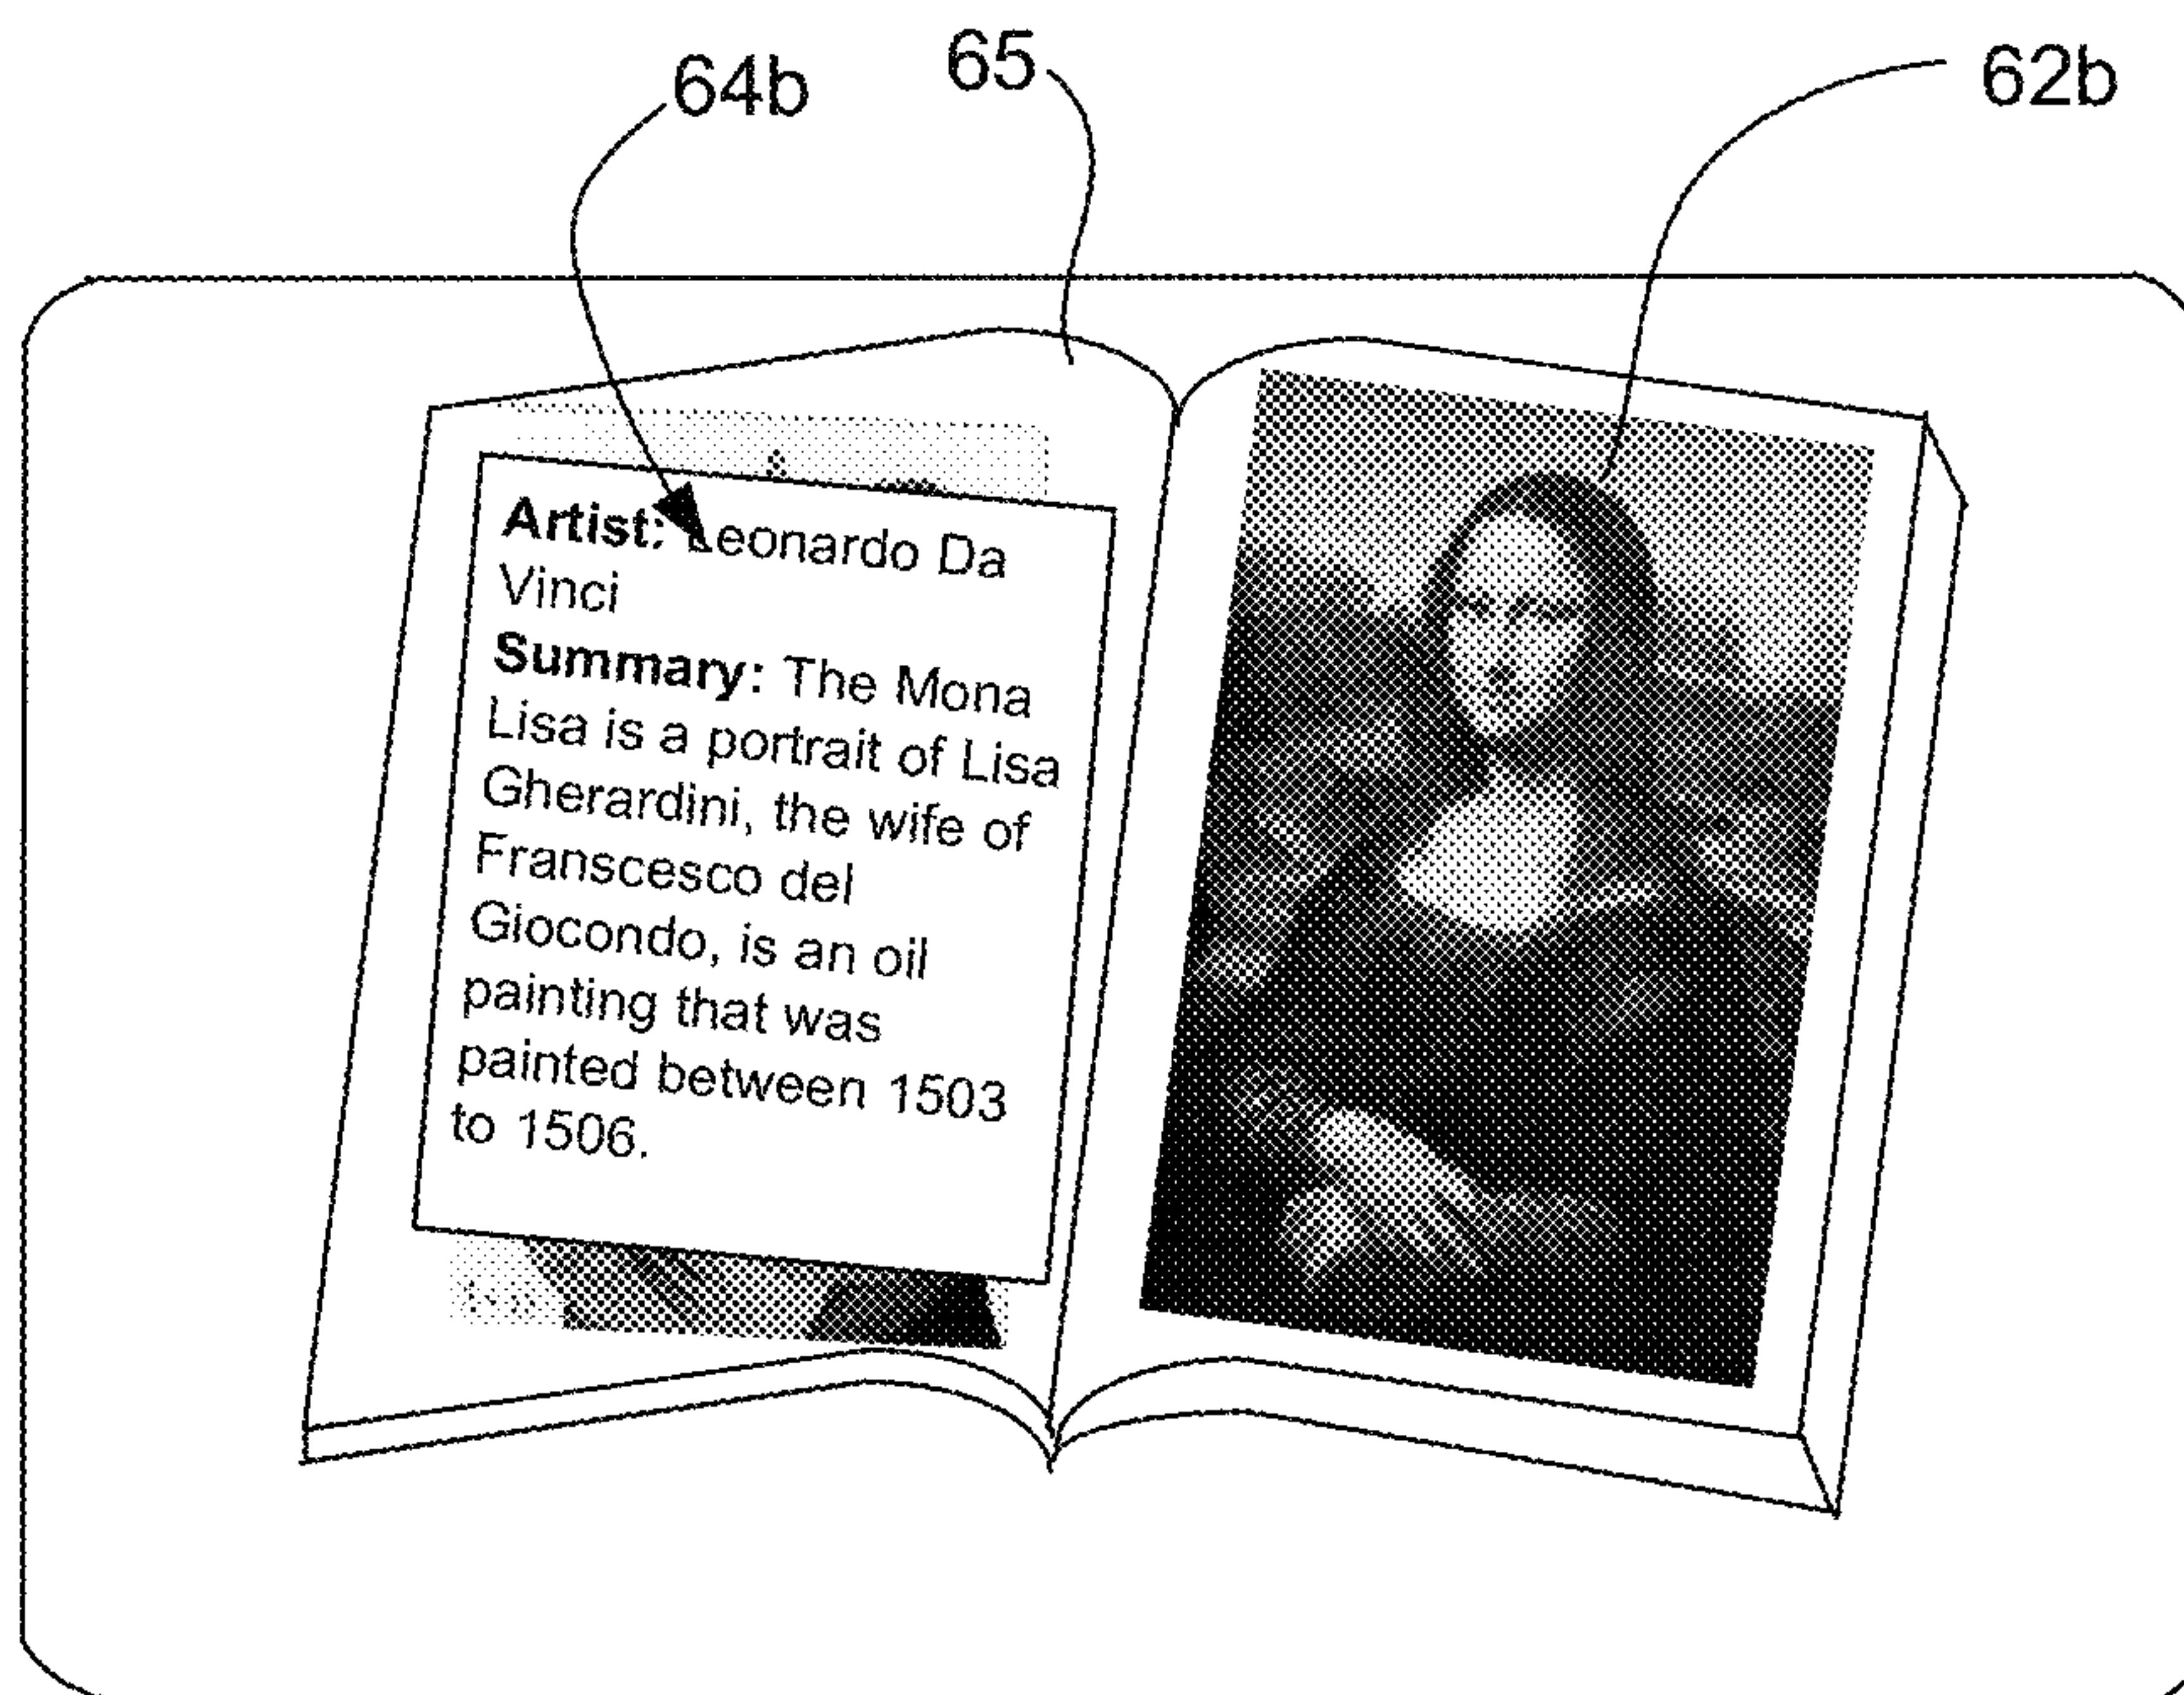 64b
65
62b
Artist: Leonardo Da
Vinci
Summary: The Mona
Lisa is a portrait of Lisa
Gherardini, the wife of
Franscesco del
Giocondo, is an oil
painting that was
painted between 1503
to 1506.